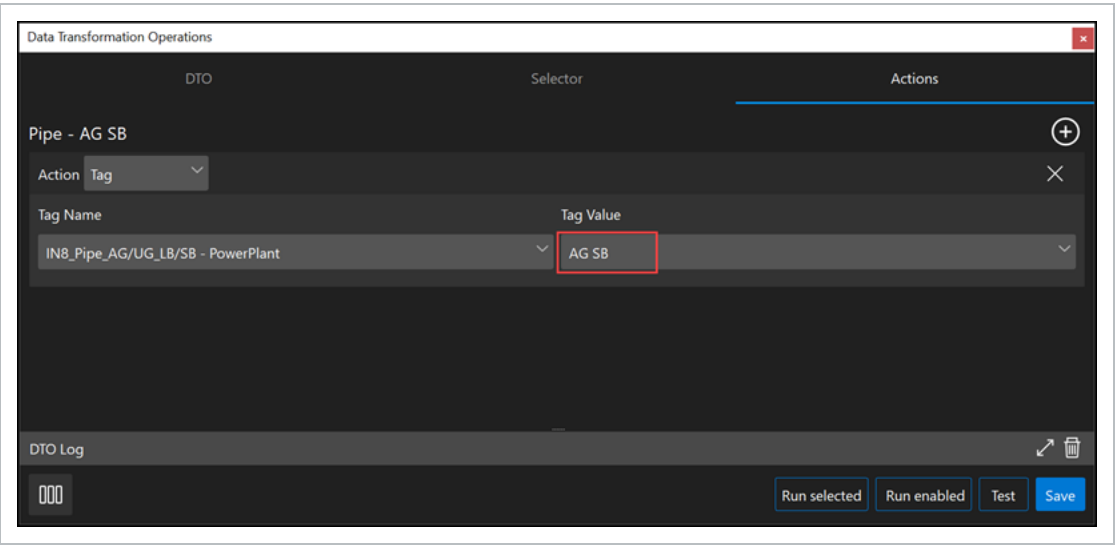 Data Transformation Operations
DTO Selector Actions
Pipe - AG SB
Action Tag
Tag Name Tag Value
IN8_Pipe_AG/UG_LB/SB - PowerPlant AG SB
DTO Log
Run selected Run enabled Test Save